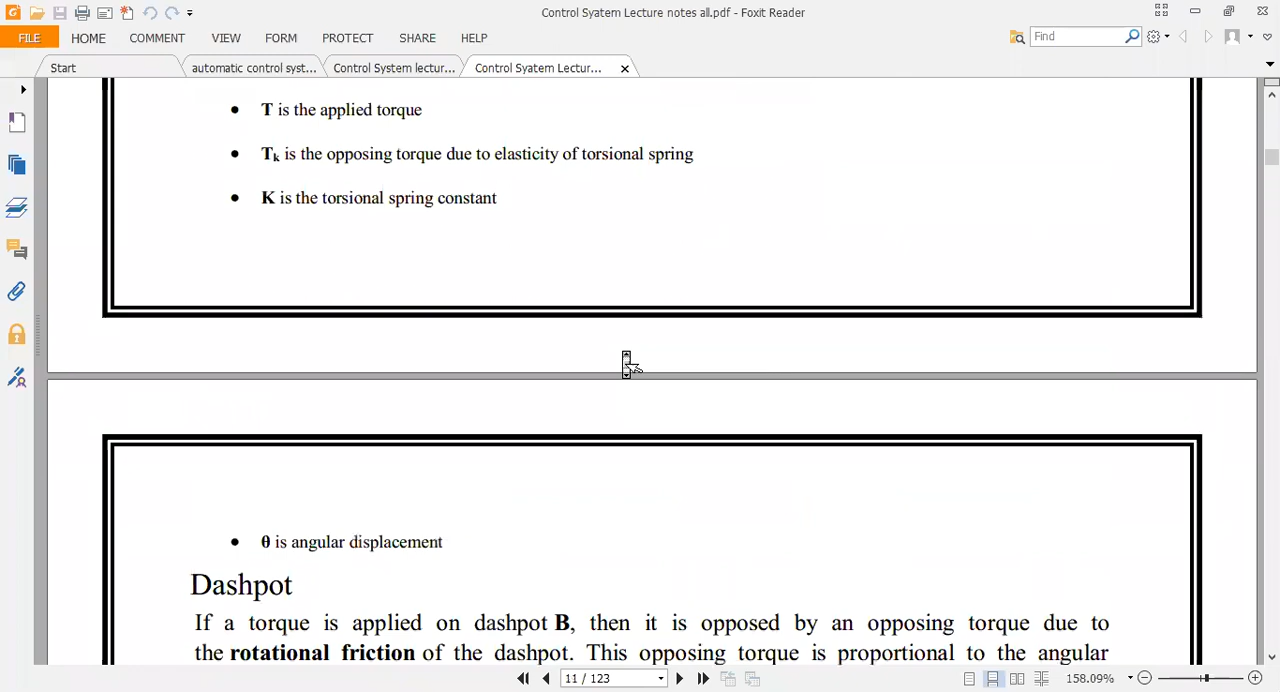 Control Syatem Lecture notes all.pdf - Foxit Reader
FILE HOME COMMENT VIEW FORM PROTECT SHARE HELP
Find
Start automatic control syst... Control System lectur... Control Syatem Lectur...
• T is the applied torque
• Tk is the opposing torque due to elasticity of torsional spring
• K is the torsional spring constant
• θ is angular displacement
Dashpot
If a torque is applied on dashpot B, then it is opposed by an opposing torque due to
the rotational friction of the dashpot. This opposing torque is proportional to the angular
11 / 123
158.09%